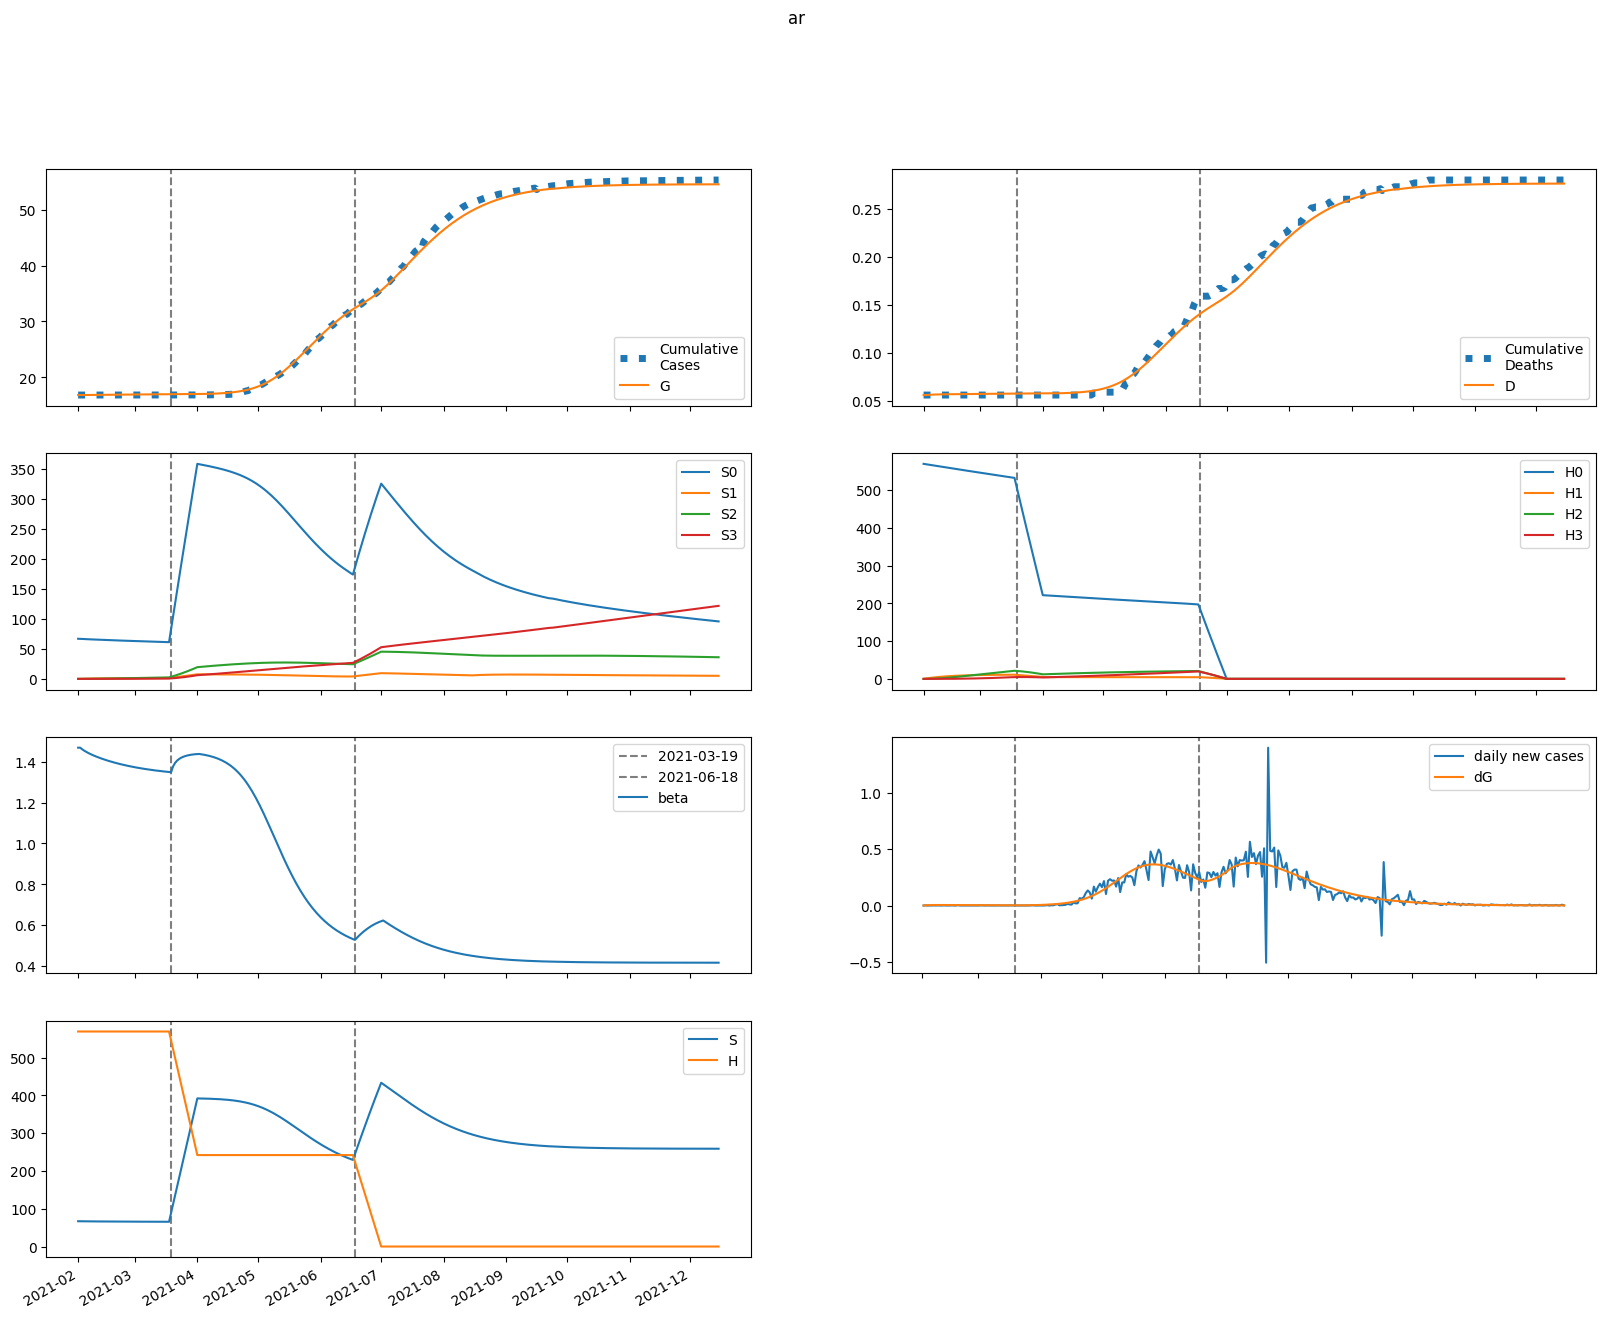 ar
50
40
30
20
Cumulative
Cases
G
0.25
0.20
0.15
0.10
0.05
Cumulative
Deaths
D
350
300
250
200
150
100
50
0
S0
S1
S2
S3
500
400
300
200
100
0
H0
H1
H2
H3
1.4
1.2
1.0
0.8
0.6
0.4
2021-03-19
2021-06-18
beta
1.0
0.5
0.0
−0.5
daily new cases
dG
500
400
300
200
100
0
S
H
2021-02
2021-03
2021-04
2021-05
2021-06
2021-07
2021-08
2021-09
2021-10
2021-11
2021-12